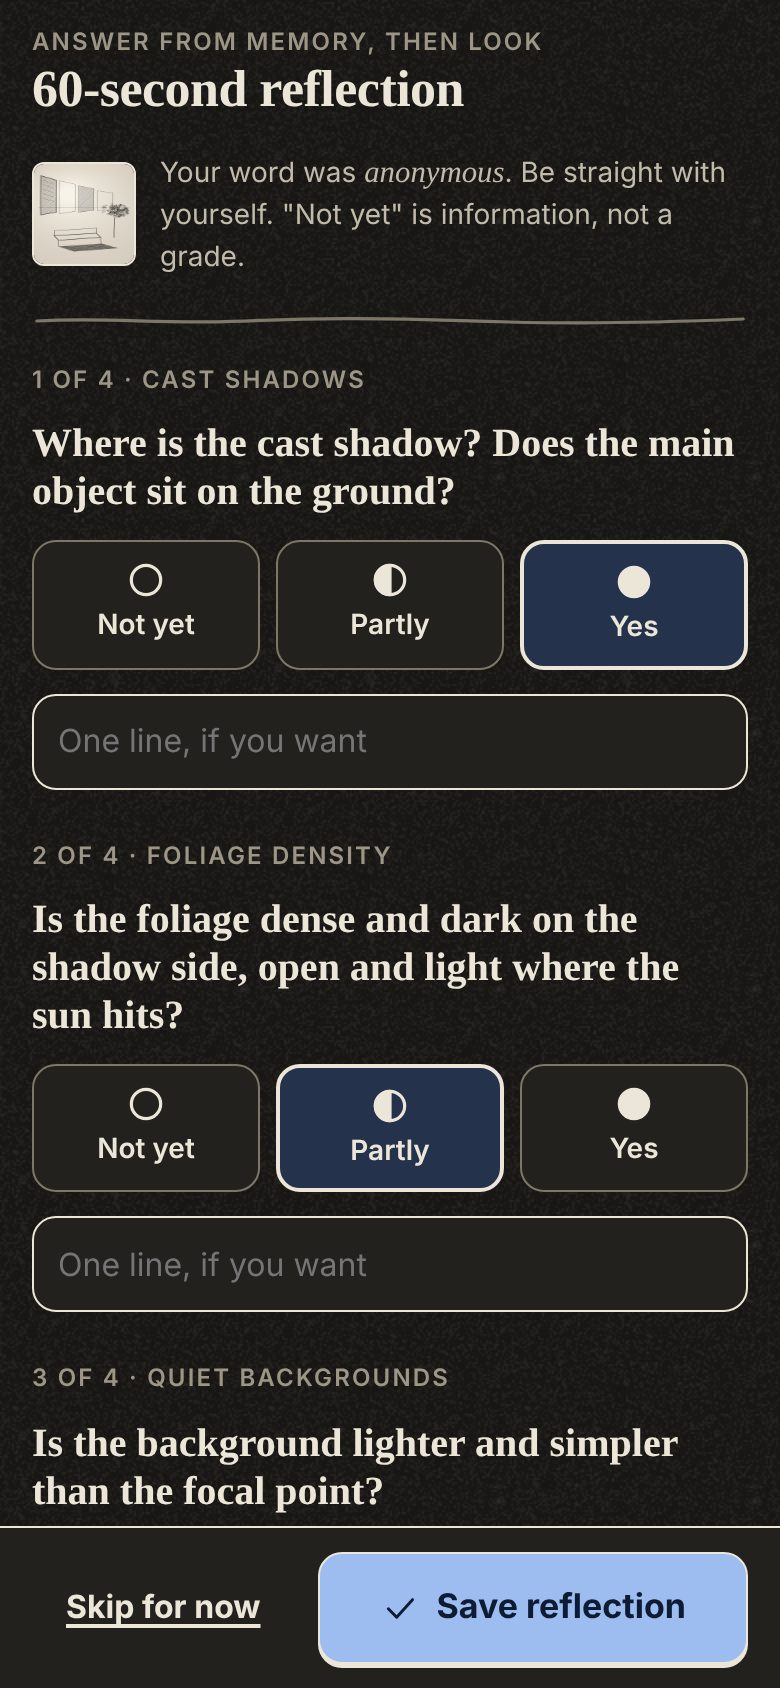 ANSWER FROM MEMORY, THEN LOOK
60-second reflection
Your word was anonymous. Be straight with
yourself. "Not yet" is information, not a
grade.
1 OF 4 · CAST SHADOWS
Where is the cast shadow? Does the main
object sit on the ground?
Not yet
Partly
Yes
One line, if you want
2 OF 4 · FOLIAGE DENSITY
Is the foliage dense and dark on the
shadow side, open and light where the
sun hits?
Not yet
Partly
Yes
One line, if you want
3 OF 4 · QUIET BACKGROUNDS
Is the background lighter and simpler
than the focal point?
Skip for now
Save reflection